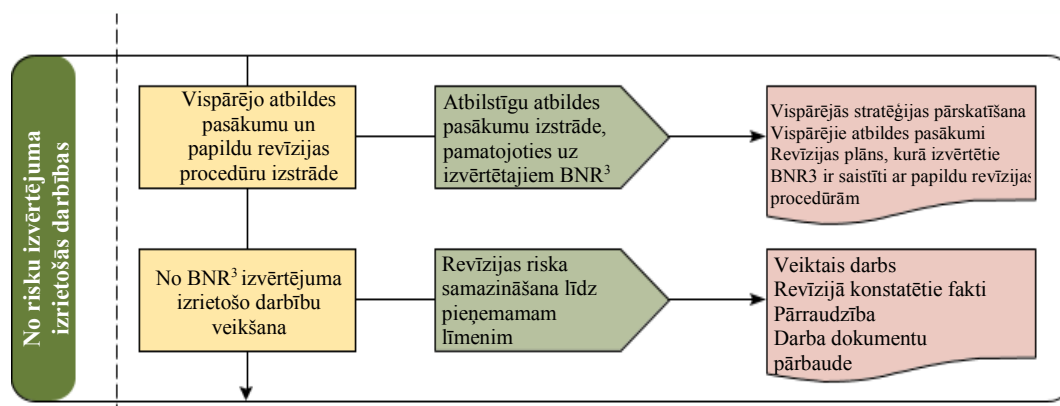 No risku izvērtējuma
izrietošās darbības
Vispārējo atbildes
pasākumu un
papildu revīzijas
procedūru izstrāde
Atbilstīgu atbildes
pasākumu izstrāde,
pamatojoties uz
izvērtētajiem BNR³
Vispārējās stratēģijas pārskatīšana
Vispārējie atbildes pasākumi
Revīzijas plāns, kurā izvērtētie
BNR3 ir saistīti ar papildu revīzijas
procedūrām
No BNR³ izvērtējuma
izrietošo darbību
veikšana
Revīzijas riska
samazināšana līdz
pieņemamam
līmenim
Veiktais darbs
Revīzijā konstatētie fakti
Pārraudzība
Darba dokumentu
pārbaude